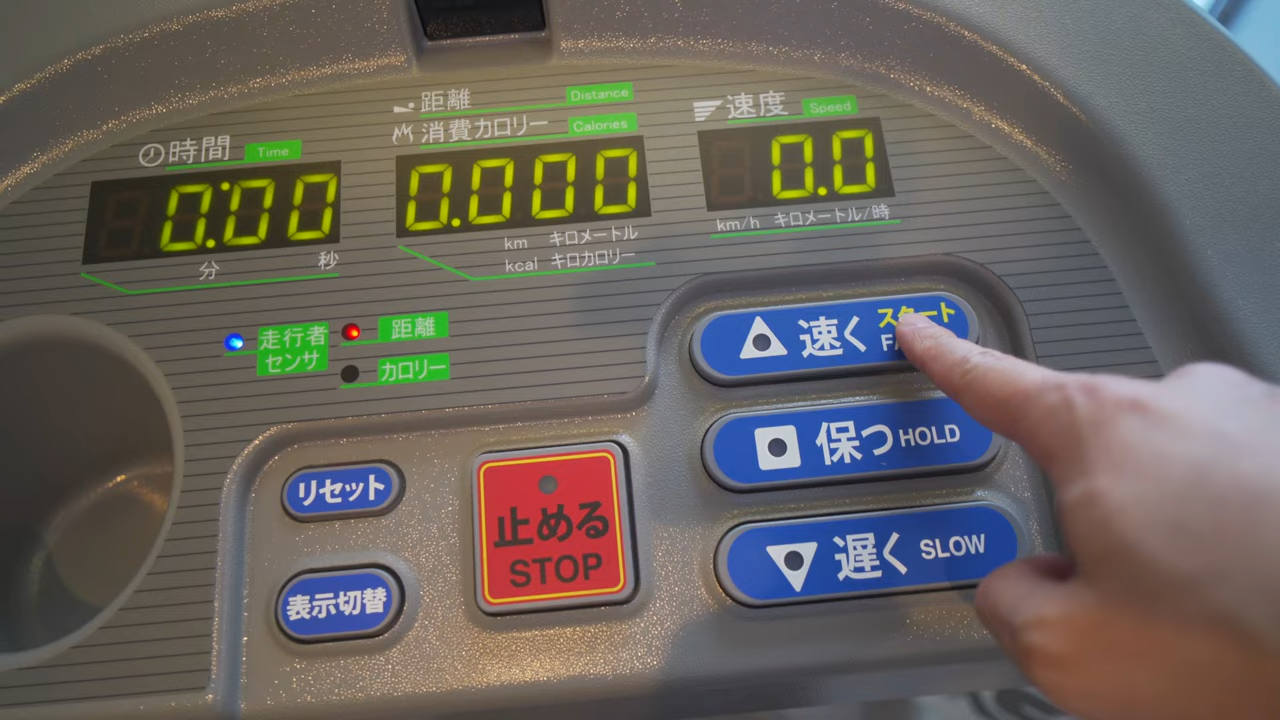 時間 Time
距離 Distance
消費カロリー Calories
速度 Speed
0:00
0.000
0.0
分 秒
km キロメートル
kcal キロカロリー
km/h キロメートル/時
走行者
センサ
距離
カロリー
速く スタート
保つ HOLD
遅く SLOW
リセット
表示切替
止める
STOP